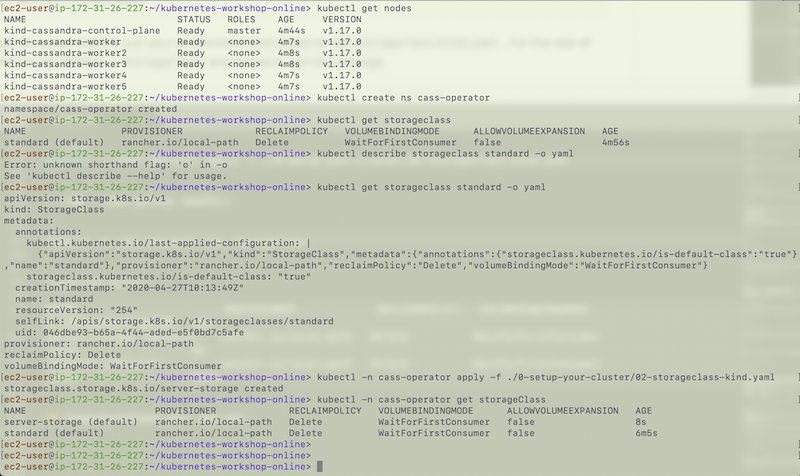 [ec2-user@ip-172-31-26-227:~/kubernetes-workshop-online> kubectl get nodes ]
NAME STATUS ROLES AGE VERSION
kind-cassandra-control-plane Ready master 4m44s v1.17.0
kind-cassandra-worker Ready <none> 4m7s v1.17.0
kind-cassandra-worker2 Ready <none> 4m8s v1.17.0
kind-cassandra-worker3 Ready <none> 4m8s v1.17.0
kind-cassandra-worker4 Ready <none> 4m7s v1.17.0
kind-cassandra-worker5 Ready <none> 4m7s v1.17.0
[ec2-user@ip-172-31-26-227:~/kubernetes-workshop-online> kubectl create ns cass-operator ]
namespace/cass-operator created
[ec2-user@ip-172-31-26-227:~/kubernetes-workshop-online> kubectl get storageclass ]
NAME PROVISIONER RECLAIMPOLICY VOLUMEBINDINGMODE ALLOWVOLUMEEXPANSION AGE
standard (default) rancher.io/local-path Delete WaitForFirstConsumer false 4m56s
[ec2-user@ip-172-31-26-227:~/kubernetes-workshop-online> kubectl describe storageclass standard -o yaml ]
Error: unknown shorthand flag: 'o' in -o
See 'kubectl describe --help' for usage.
[ec2-user@ip-172-31-26-227:~/kubernetes-workshop-online> kubectl get storageclass standard -o yaml ]
apiVersion: storage.k8s.io/v1
kind: StorageClass
metadata:
annotations:
kubectl.kubernetes.io/last-applied-configuration: |
{"apiVersion":"storage.k8s.io/v1","kind":"StorageClass","metadata":{"annotations":{"storageclass.kubernetes.io/is-default-class":"true"}
,"name":"standard"},"provisioner":"rancher.io/local-path","reclaimPolicy":"Delete","volumeBindingMode":"WaitForFirstConsumer"}
storageclass.kubernetes.io/is-default-class: "true"
creationTimestamp: "2020-04-27T10:13:49Z"
name: standard
resourceVersion: "254"
selfLink: /apis/storage.k8s.io/v1/storageclasses/standard
uid: 046dbe93-b65a-4f44-aded-e5f0bd7c5afe
provisioner: rancher.io/local-path
reclaimPolicy: Delete
volumeBindingMode: WaitForFirstConsumer
[ec2-user@ip-172-31-26-227:~/kubernetes-workshop-online> kubectl -n cass-operator apply -f ./0-setup-your-cluster/02-storageclass-kind.yaml ]
storageclass.storage.k8s.io/server-storage created
[ec2-user@ip-172-31-26-227:~/kubernetes-workshop-online> kubectl -n cass-operator get storageClass ]
NAME PROVISIONER RECLAIMPOLICY VOLUMEBINDINGMODE ALLOWVOLUMEEXPANSION AGE
server-storage (default) rancher.io/local-path Delete WaitForFirstConsumer false 8s
standard (default) rancher.io/local-path Delete WaitForFirstConsumer false 6m5s
[ec2-user@ip-172-31-26-227:~/kubernetes-workshop-online> ]
[ec2-user@ip-172-31-26-227:~/kubernetes-workshop-online> ]
ec2-user@ip-172-31-26-227:~/kubernetes-workshop-online>